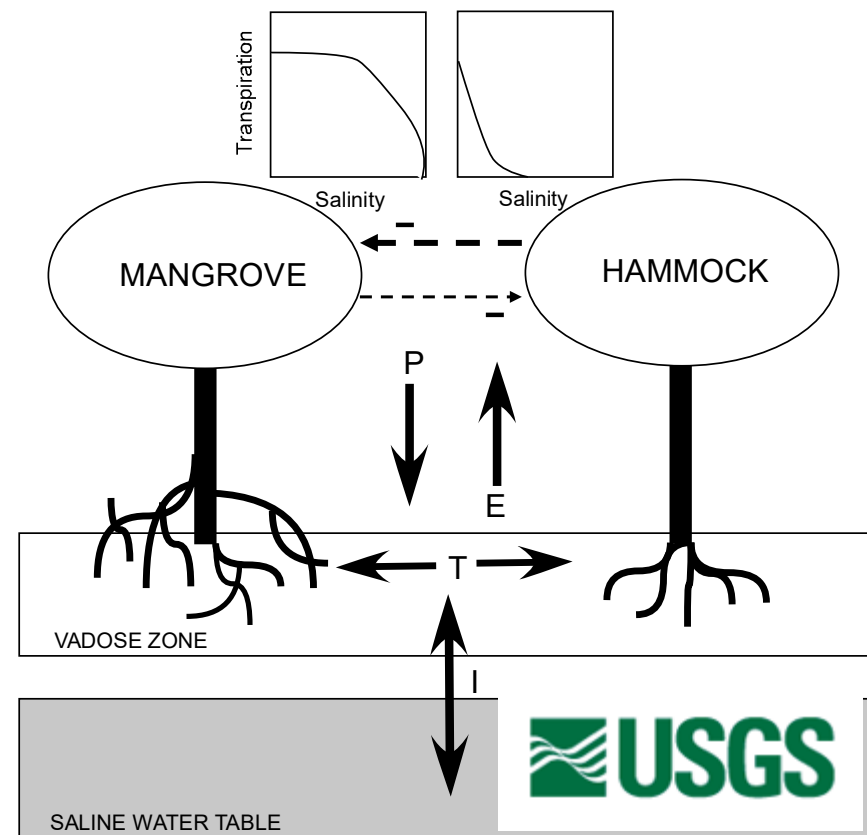 Transpiration
Salinity
Salinity
–
MANGROVE
HAMMOCK
–
P
E
T
VADOSE ZONE
I
USGS
SALINE WATER TABLE